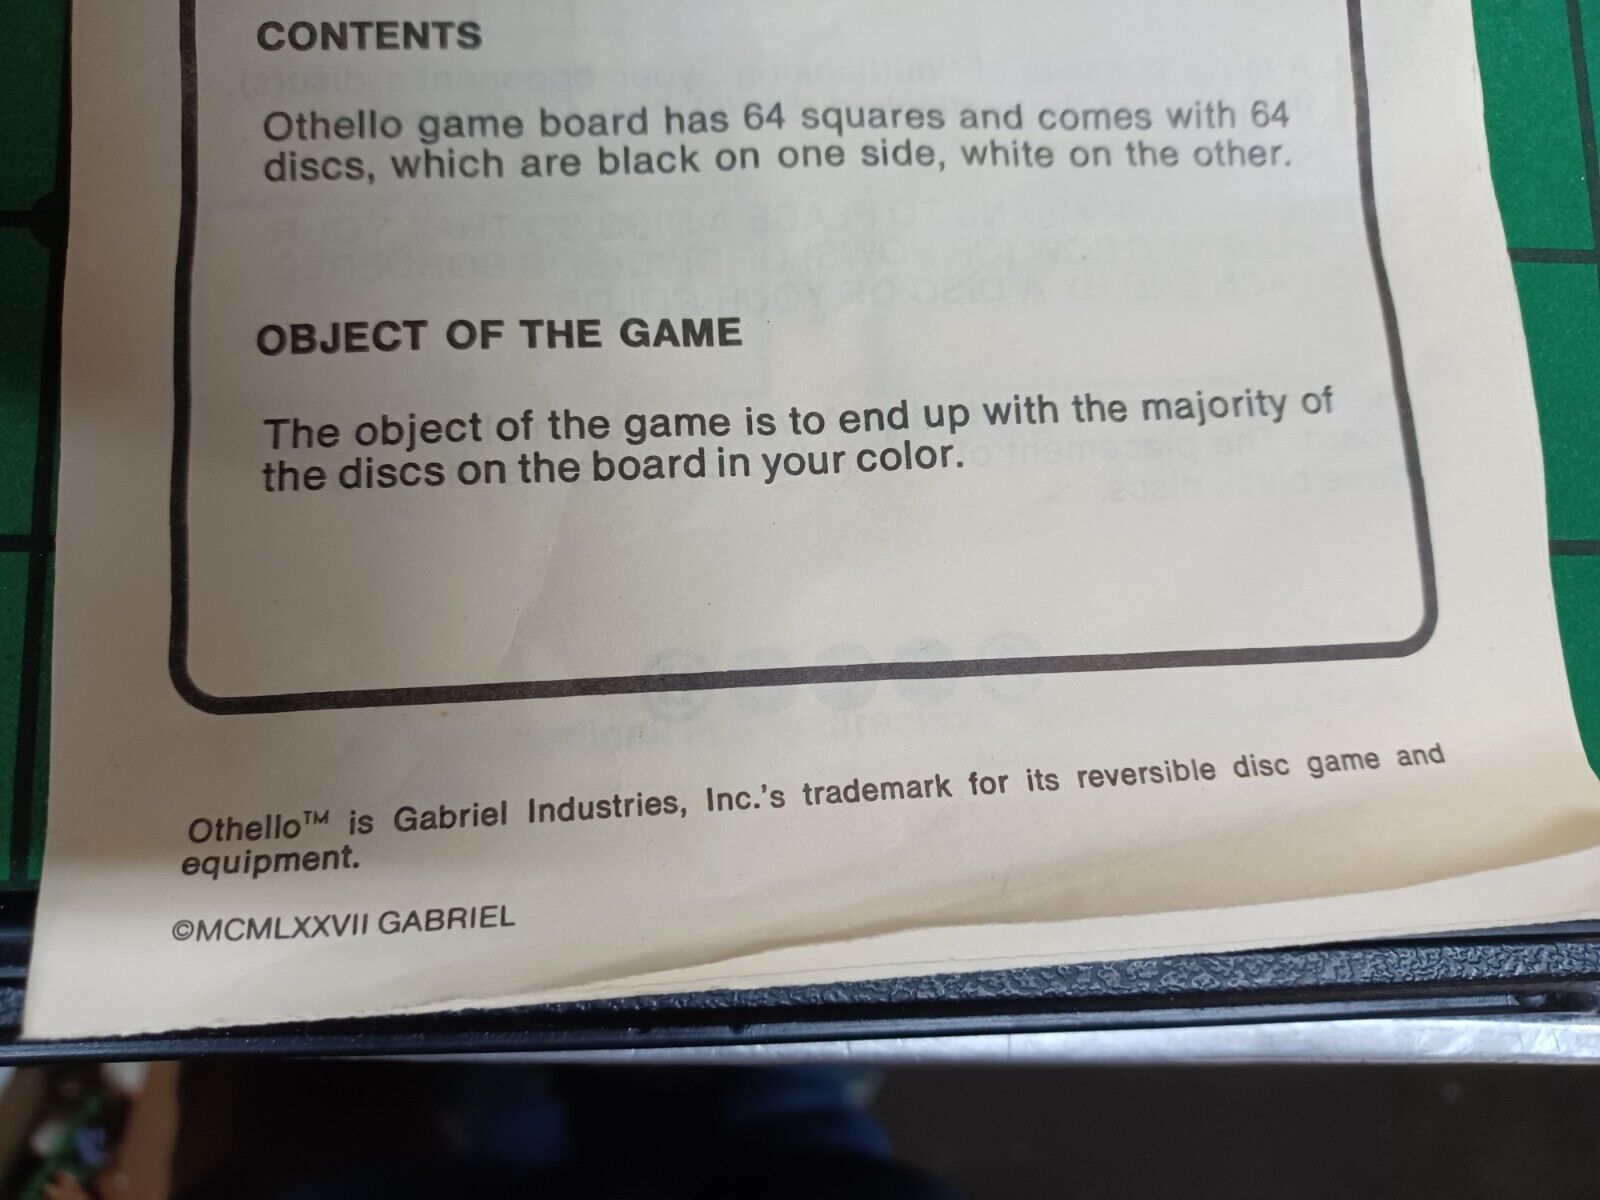 CONTENTS
Othello game board has 64 squares and comes with 64
discs, which are black on one side, white on the other.
OBJECT OF THE GAME
The object of the game is to end up with the majority of
the discs on the board in your color.
Othello™ is Gabriel Industries, Inc.'s trademark for its reversible disc game and
equipment.
©MCMLXXVII GABRIEL